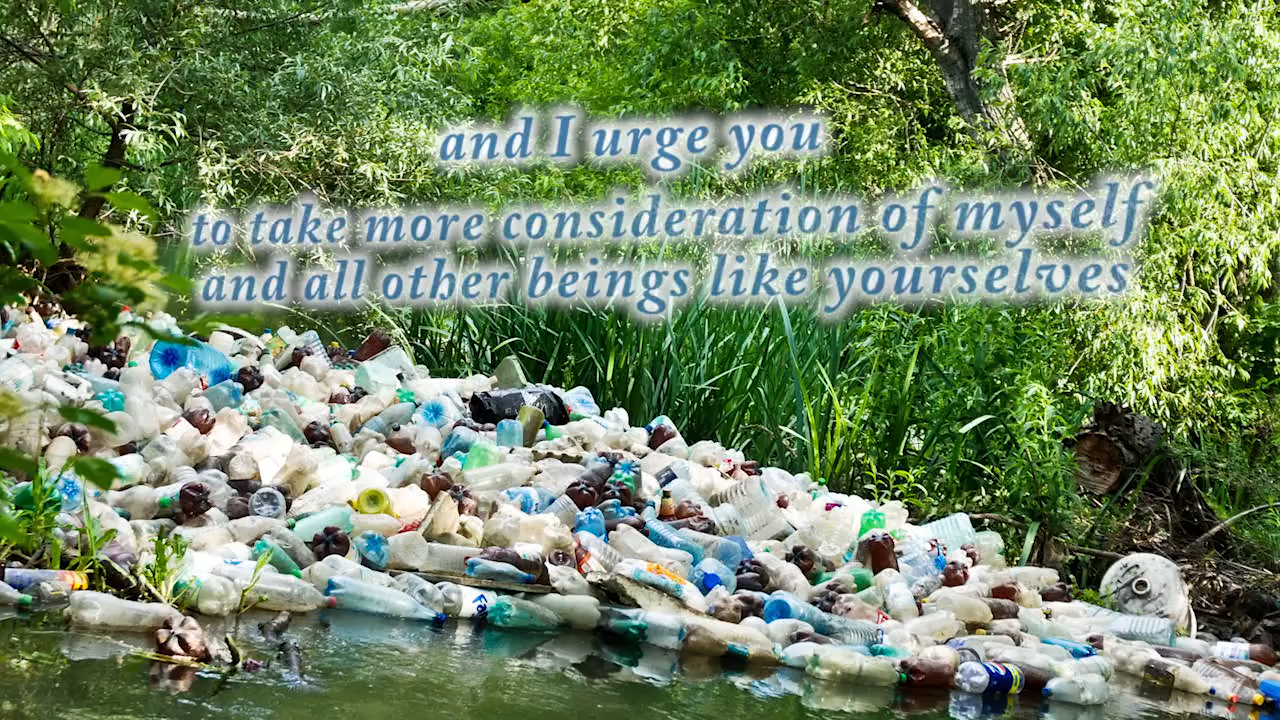 and I urge you
to take more consideration of myself
and all other beings like yourselves